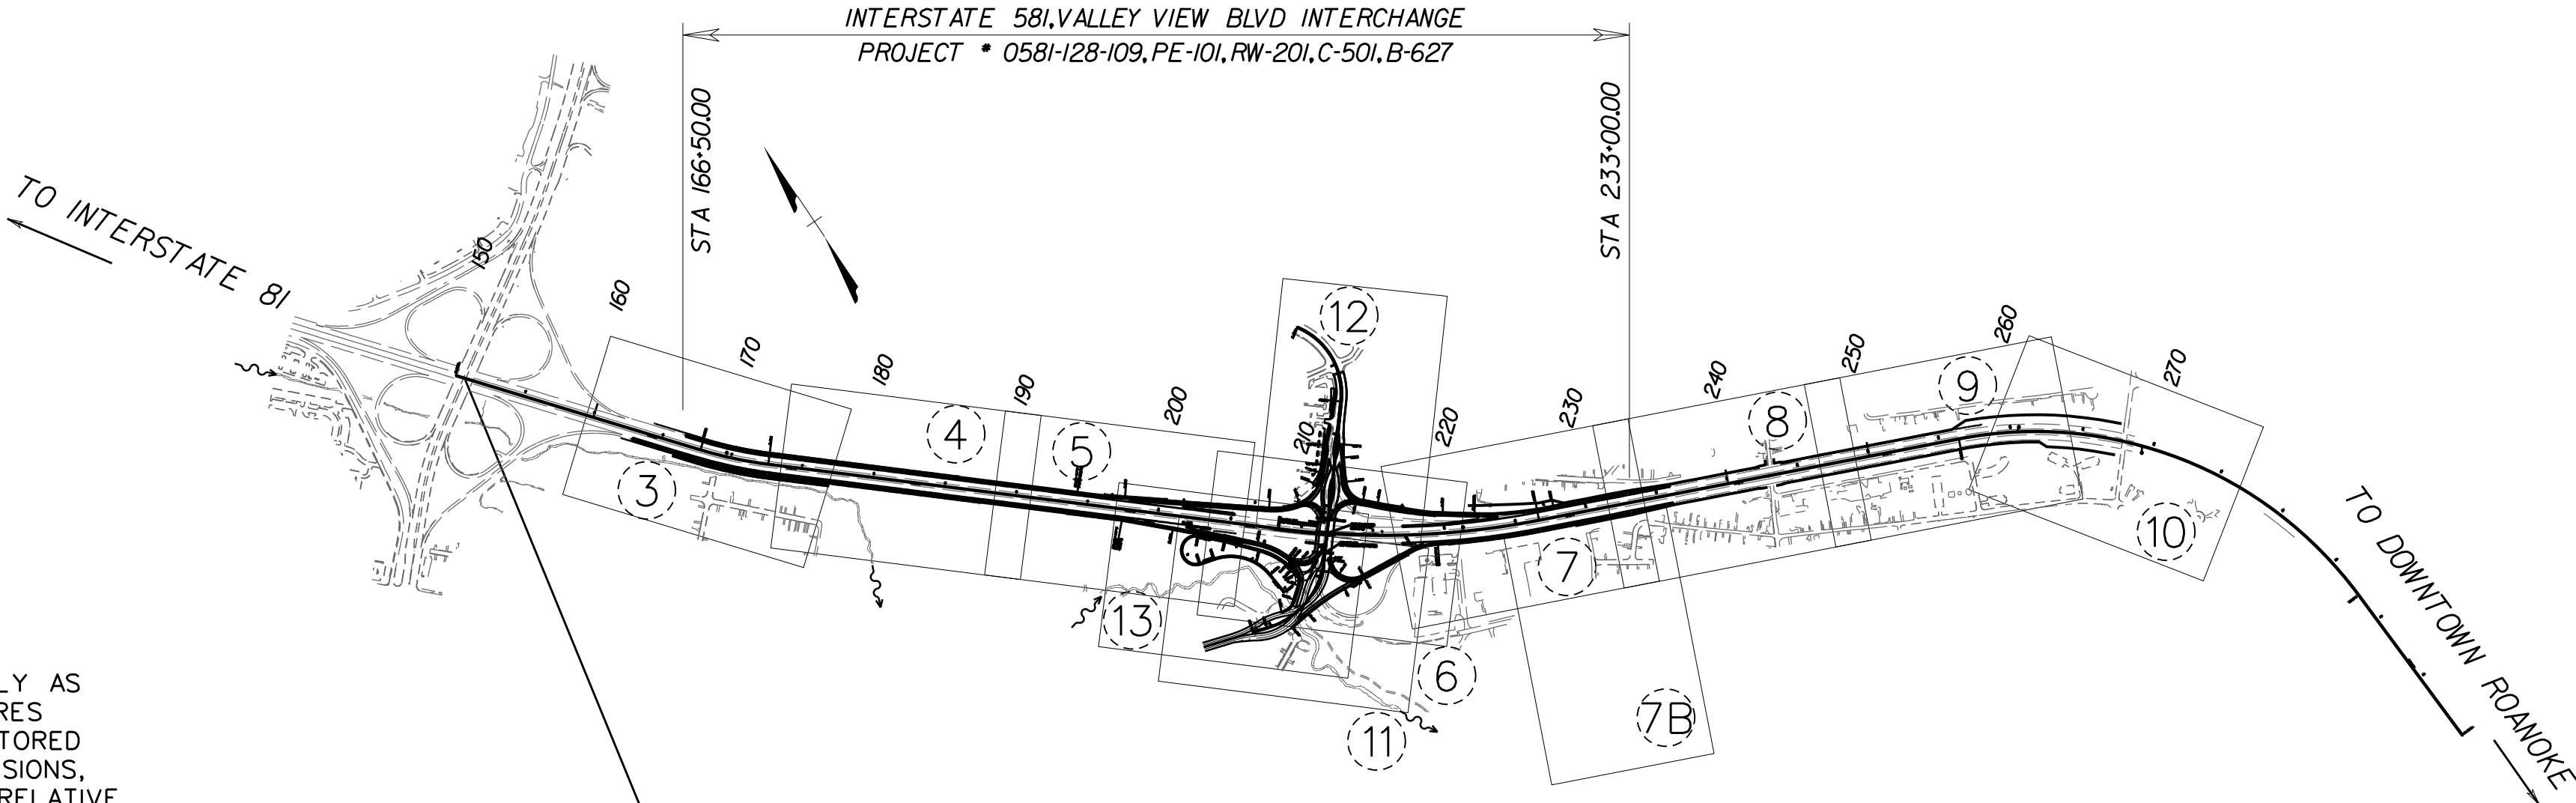 INTERSTATE 581, VALLEY VIEW BLVD INTERCHANGE
PROJECT * 0581-128-109, PE-101, RW-201, C-501, B-627
STA 166+50.00
STA 233+00.00
TO INTERSTATE 81
150
160
170
180
190
200
210
220
230
240
250
260
270
3
4
5
12
13
6
11
7
7B
8
9
10
TO DOWNTOWN ROANOKE
LY AS
RES
TORED
SIONS,
RELATIVE